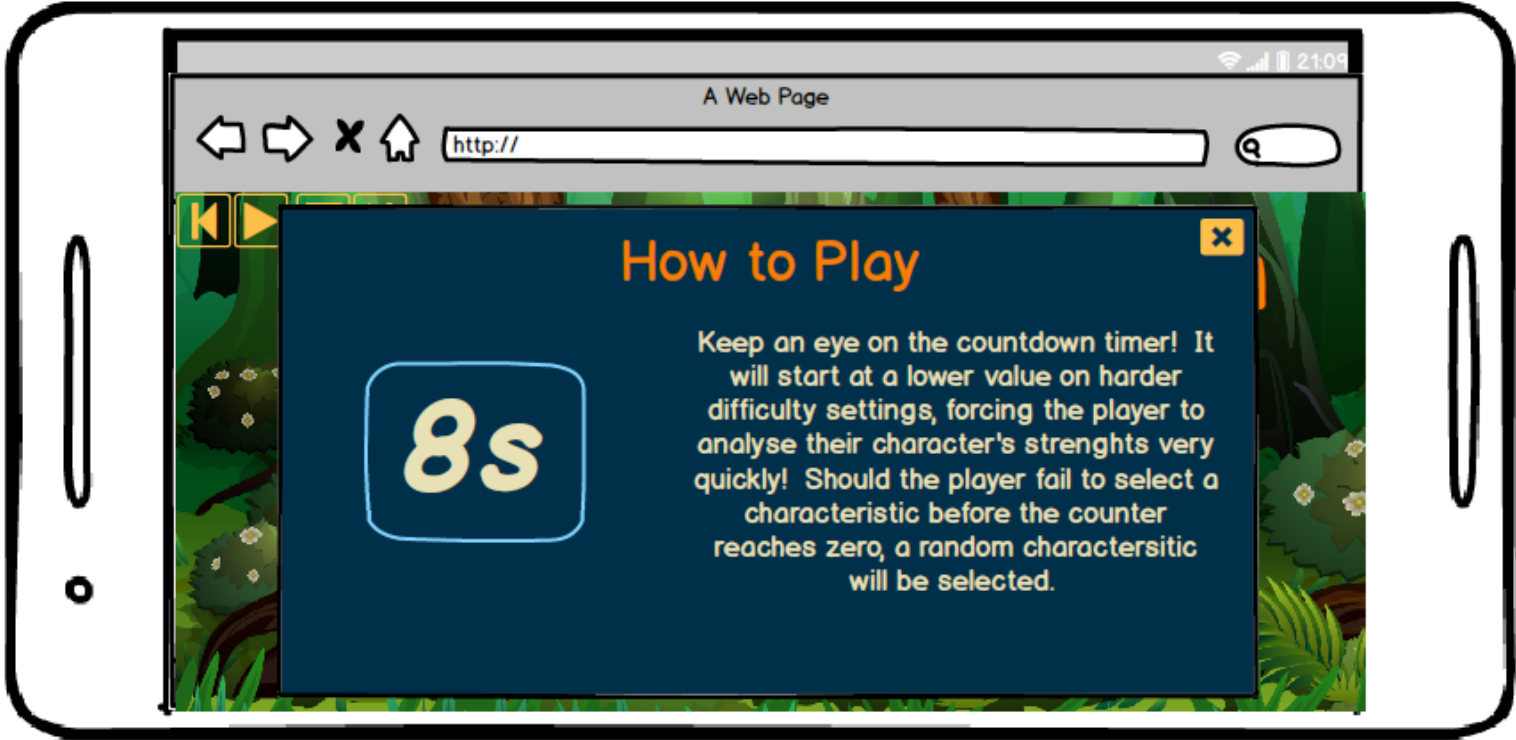 21:09
A Web Page
http://
How to Play
8s
Keep an eye on the countdown timer! It
will start at a lower value on harder
difficulty settings, forcing the player to
analyse their character's strenghts very
quickly! Should the player fail to select a
characteristic before the counter
reaches zero, a random charactersitic
will be selected.